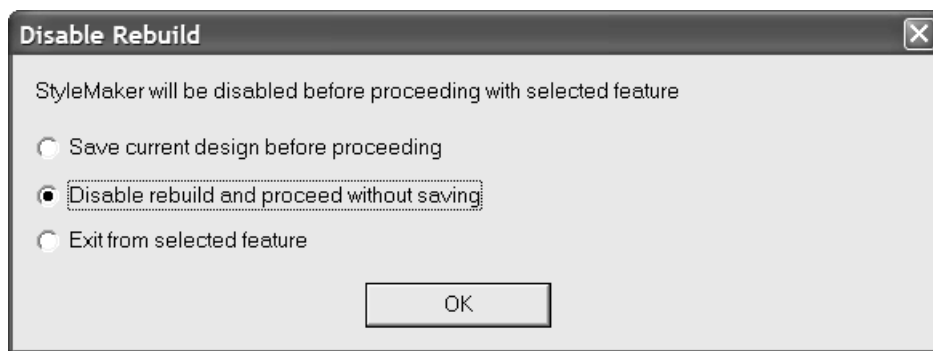 Disable Rebuild
StyleMaker will be disabled before proceeding with selected feature
Save current design before proceeding
Disable rebuild and proceed without saving
Exit from selected feature
OK